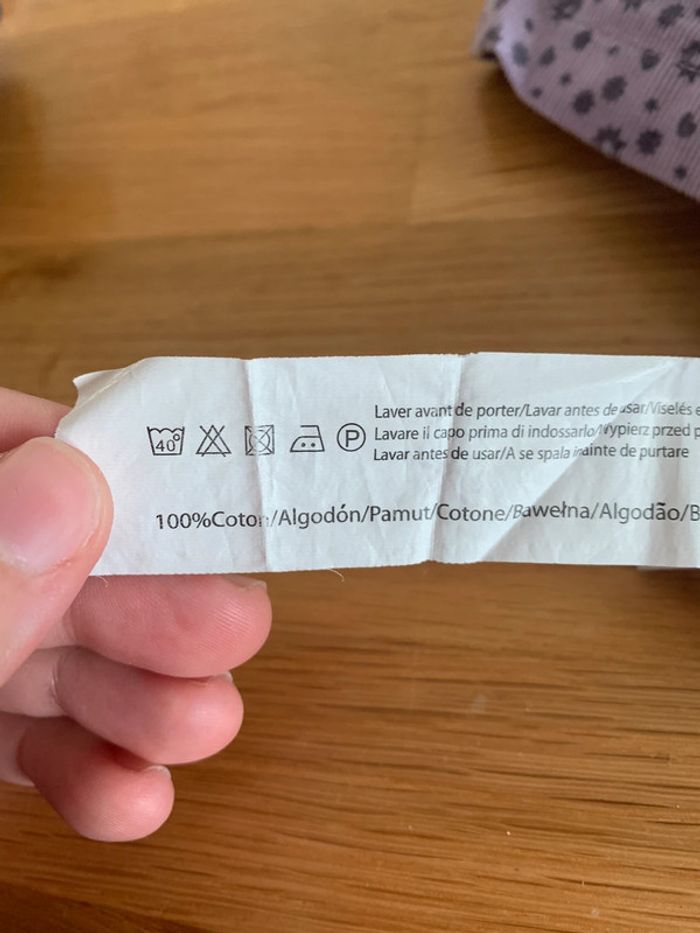 40°
P
Laver avant de porter/Lavar antes de usar/Viselés e
Lavare il capo prima di indossarlo/Wypierz przed p
Lavar antes de usar/A se spala inainte de purtare
100%Coton/Algodón/Pamut/Cotone/Bawełna/Algodão/B